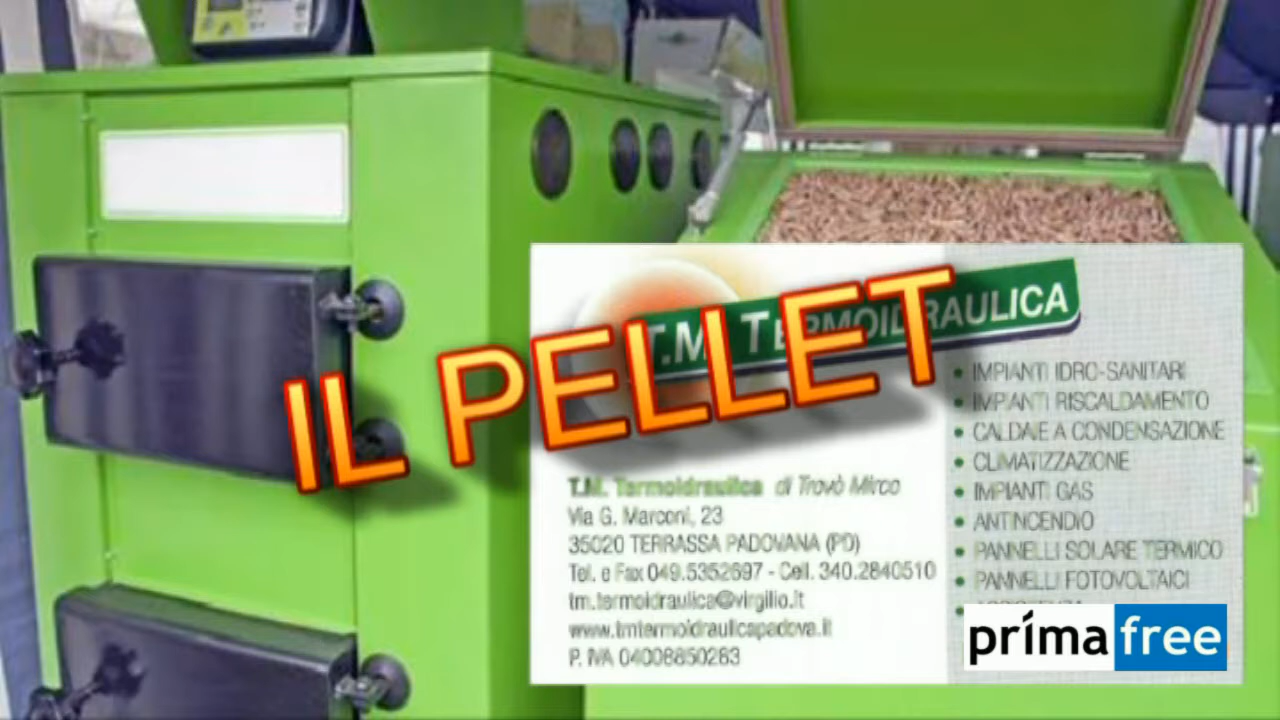 IL PELLET
T.M. TERMOIDRAULICA
T.M. Termoidraulica di Trovò Mirco
Via G. Marconi, 23
35020 TERRASSA PADOVANA (PD)
Tel. e Fax 049.5352697 - Cell. 340.2840510
tm.termoidraulica@virgilio.it
www.tmtermoidraulicapadova.it
P. IVA 04008850283
• IMPIANTI IDRO-SANITARI
• IMPIANTI RISCALDAMENTO
• CALDAIE A CONDENSAZIONE
• CLIMATIZZAZIONE
• IMPIANTI GAS
• ANTINCENDIO
• PANNELLI SOLARE TERMICO
• PANNELLI FOTOVOLTAICI
prima free